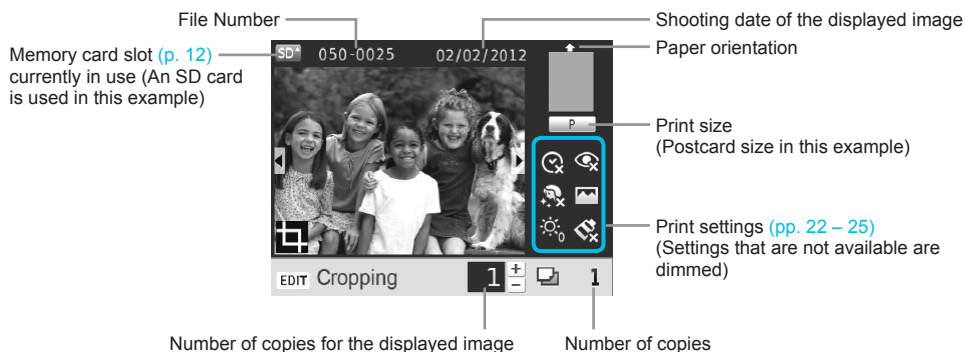 File Number
Shooting date of the displayed image
Memory card slot (p. 12)
currently in use (An SD card
is used in this example)
Paper orientation
SD
050-0025
02/02/2012
P
Print size
(Postcard size in this example)
Print settings (pp. 22 – 25)
(Settings that are not available are
dimmed)
EDIT Cropping
1
+
−
1
Number of copies for the displayed image
Number of copies